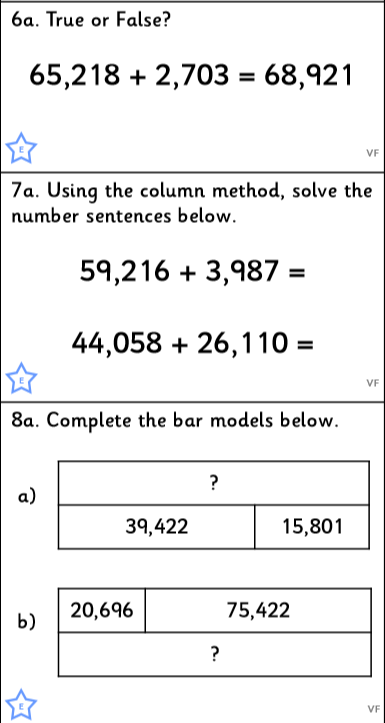 6a. True or False?
65,218 + 2,703 = 68,921
E
VF
7a. Using the column method, solve the
number sentences below.
59,216 + 3,987 =
44,058 + 26,110 =
E
VF
8a. Complete the bar models below.
a)
?
39,422 15,801
b)
20,696 75,422
?
E
VF